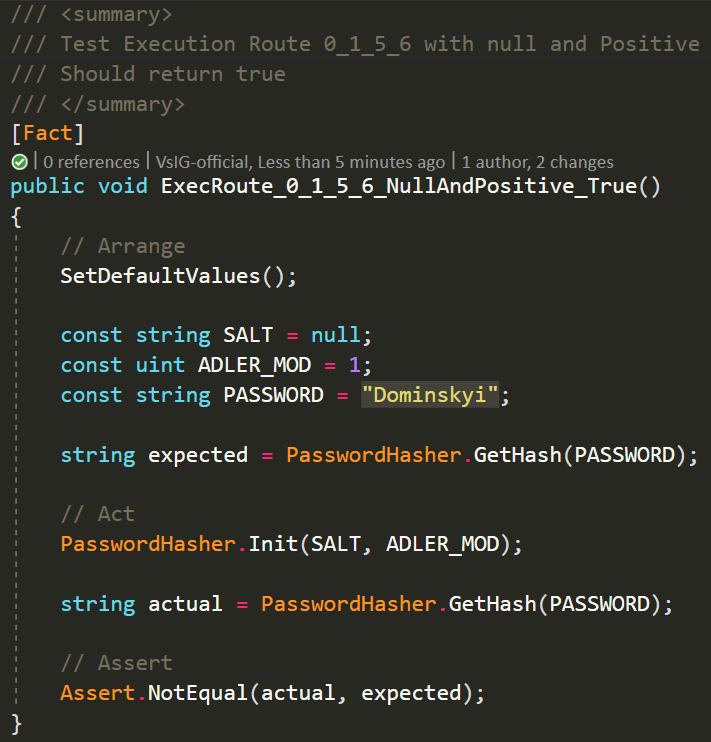 /// <summary>
/// Test Execution Route 0_1_5_6 with null and Positive
/// Should return true
/// </summary>
[Fact]
0 references | VsIG-official, Less than 5 minutes ago | 1 author, 2 changes
public void ExecRoute_0_1_5_6_NullAndPositive_True()
{
// Arrange
SetDefaultValues();
const string SALT = null;
const uint ADLER_MOD = 1;
const string PASSWORD = "Dominskyi";
string expected = PasswordHasher.GetHash(PASSWORD);
// Act
PasswordHasher.Init(SALT, ADLER_MOD);
string actual = PasswordHasher.GetHash(PASSWORD);
// Assert
Assert.NotEqual(actual, expected);
}